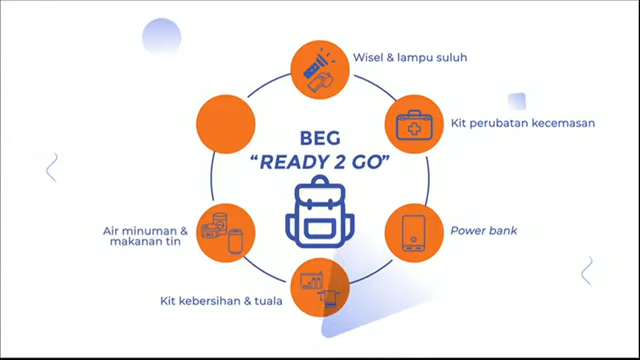 Wisel & lampu suluh
Kit perubatan kecemasan
BEG
“READY 2 GO”
Power bank
Air minuman &
makanan tin
Kit kebersihan & tuala